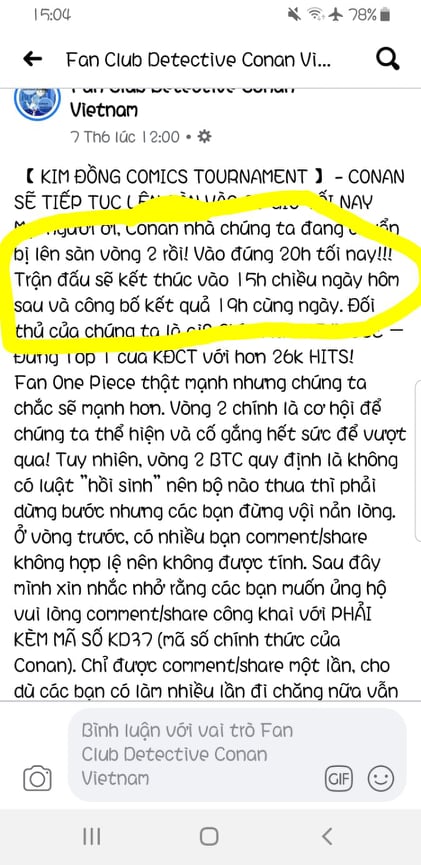 15:04
78%
Fan Club Detective Conan Vi...
Fan Club Detective Conan
Vietnam
7 Th6 lúc 12:00 •
【 KIM ĐỒNG COMICS TOURNAMENT 】 - CONAN
SẼ TIẾP TỤC LÊN SÀN VÀO TỐI NAY
Mọi người ơi, Conan nhà chúng ta đang chuẩn
bị lên sàn vòng 2 rồi! Vào đúng 20h tối nay!!!
Trận đấu sẽ kết thúc vào 15h chiều ngày hôm
sau và công bố kết quả 19h cùng ngày. Đối
thủ của chúng ta là —
Đứng Top 1 của KĐCT với hơn 26k HITS!
Fan One Piece thật mạnh nhưng chúng ta
chắc sẽ mạnh hơn. Vòng 2 chính là cơ hội để
chúng ta thể hiện và cố gắng hết sức để vượt
qua! Tuy nhiên, vòng 2 BTC quy định là không
có luật "hồi sinh" nên bộ nào thua thì phải
dừng bước nhưng các bạn đừng vội nản lòng.
Ở vòng trước, có nhiều bạn comment/share
không hợp lệ nên không được tính. Sau đây
mình xin nhắc nhở rằng các bạn muốn ủng hộ
vui lòng comment/share công khai với PHẢI
KÈM MÃ SỐ KD37 (mã số chính thức của
Conan). Chỉ được comment/share một lần, cho
dù các bạn có làm nhiều lần đi chăng nữa vẫn
Bình luận với vai trò Fan
Club Detective Conan
Vietnam
GIF